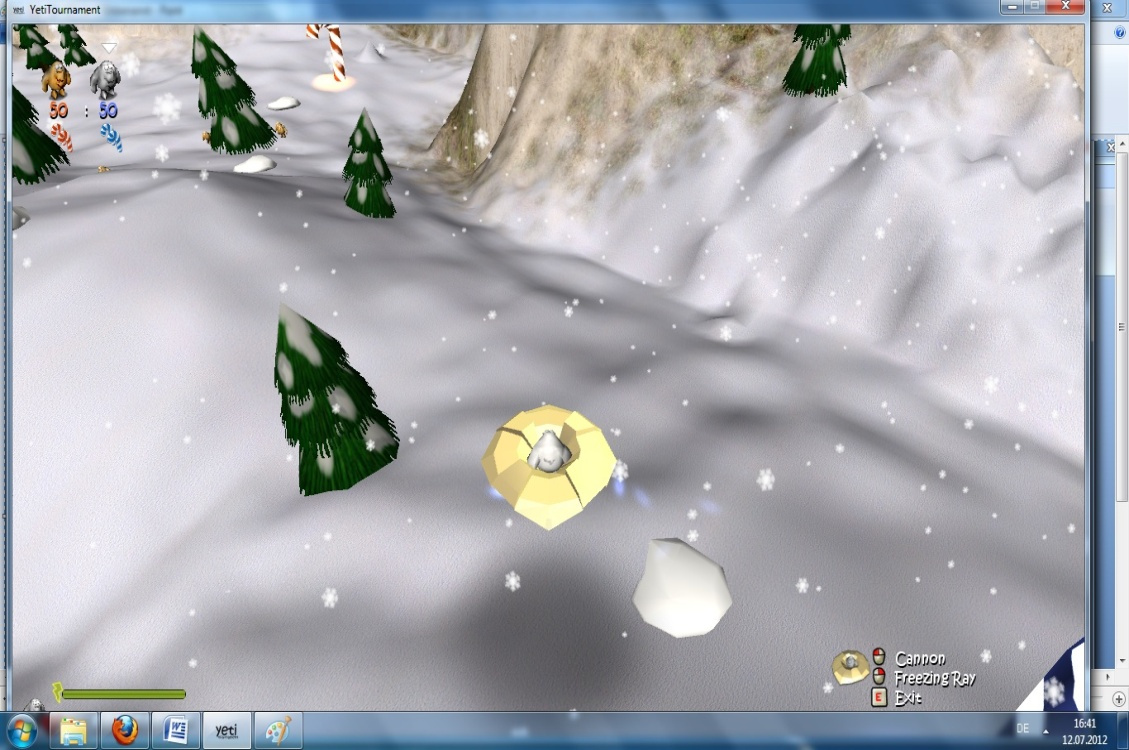 YetiTournament
50 : 50
Cannon
Freezing Ray
E Exit
yeti
DE
16:41
12.07.2012